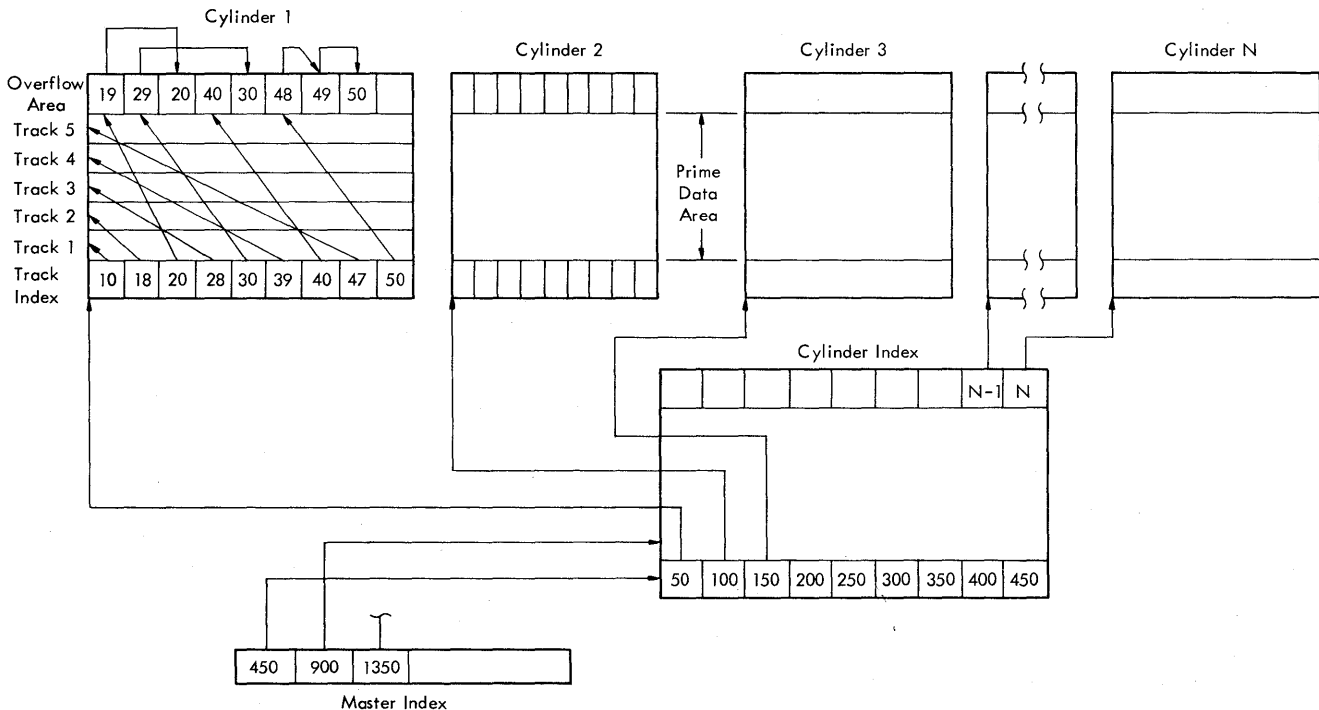 Cylinder 1
Cylinder 2
Cylinder 3
Cylinder N
Overflow Area
19 29 20 40 30 48 49 50
Track 5
Track 4
Track 3
Track 2
Track 1
Track Index
10 18 20 28 30 39 40 47 50
Prime
Data
Area
Cylinder Index
N-1 N
50 100 150 200 250 300 350 400 450
450 900 1350
Master Index